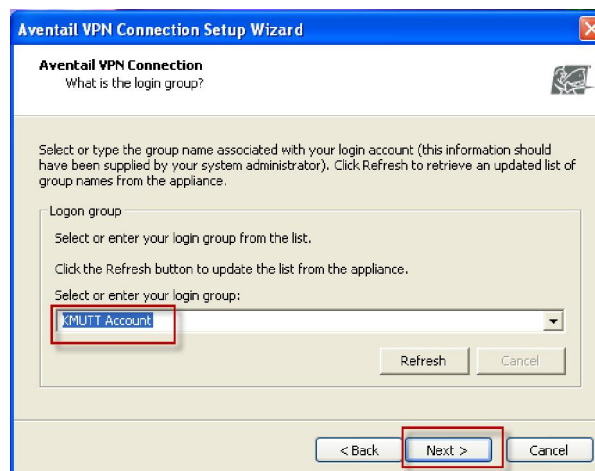 Aventail VPN Connection Setup Wizard
Aventail VPN Connection
What is the login group?
Select or type the group name associated with your login account (this information should
have been supplied by your system administrator). Click Refresh to retrieve an updated list of
group names from the appliance.
Logon group
Select or enter your login group from the list.
Click the Refresh button to update the list from the appliance.
Select or enter your login group:
KMUTT Account
Refresh
Cancel
< Back
Next >
Cancel